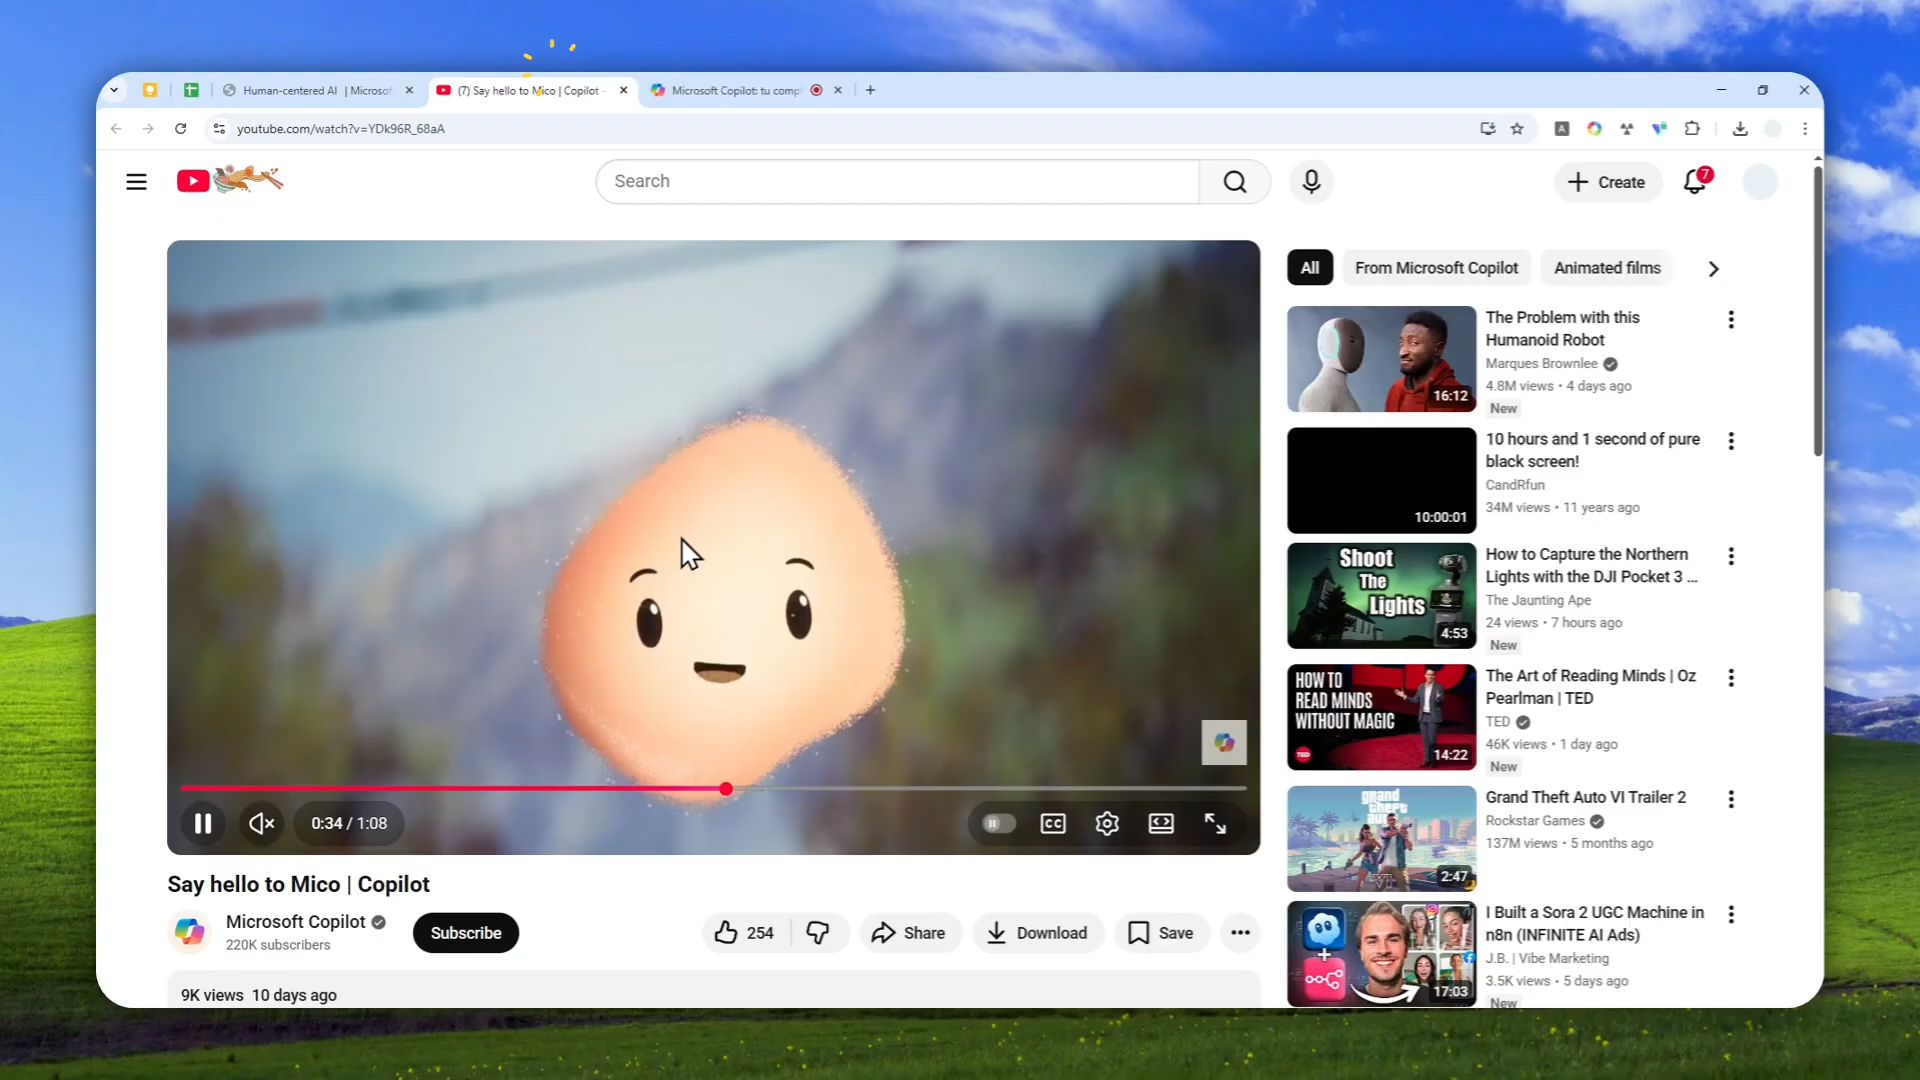 Human-centered AI | Microsof
(7) Say hello to Mico | Copilot -
Microsoft Copilot: tu comp
youtube.com/watch?v=YDk96R_68aA
Search
Create
7
All
From Microsoft Copilot
Animated films
The Problem with this
Humanoid Robot
Marques Brownlee
4.8M views • 4 days ago
New
16:12
10 hours and 1 second of pure
black screen!
CandRfun
34M views • 11 years ago
10:00:01
Shoot
The
Lights
4:53
How to Capture the Northern
Lights with the DJI Pocket 3 ...
The Jaunting Ape
24 views • 7 hours ago
New
HOW TO
READ MINDS
WITHOUT MAGIC
TED
14:22
The Art of Reading Minds | Oz
Pearlman | TED
TED
46K views • 1 day ago
New
grand
theft
auto
VI
2:47
Grand Theft Auto VI Trailer 2
Rockstar Games
137M views • 5 months ago
17:03
I Built a Sora 2 UGC Machine in
n8n (INFINITE AI Ads)
J.B. | Vibe Marketing
3.5K views • 5 days ago
New
0:34 / 1:08
CC
Say hello to Mico | Copilot
Microsoft Copilot
220K subscribers
Subscribe
254
Share
Download
Save
9K views 10 days ago